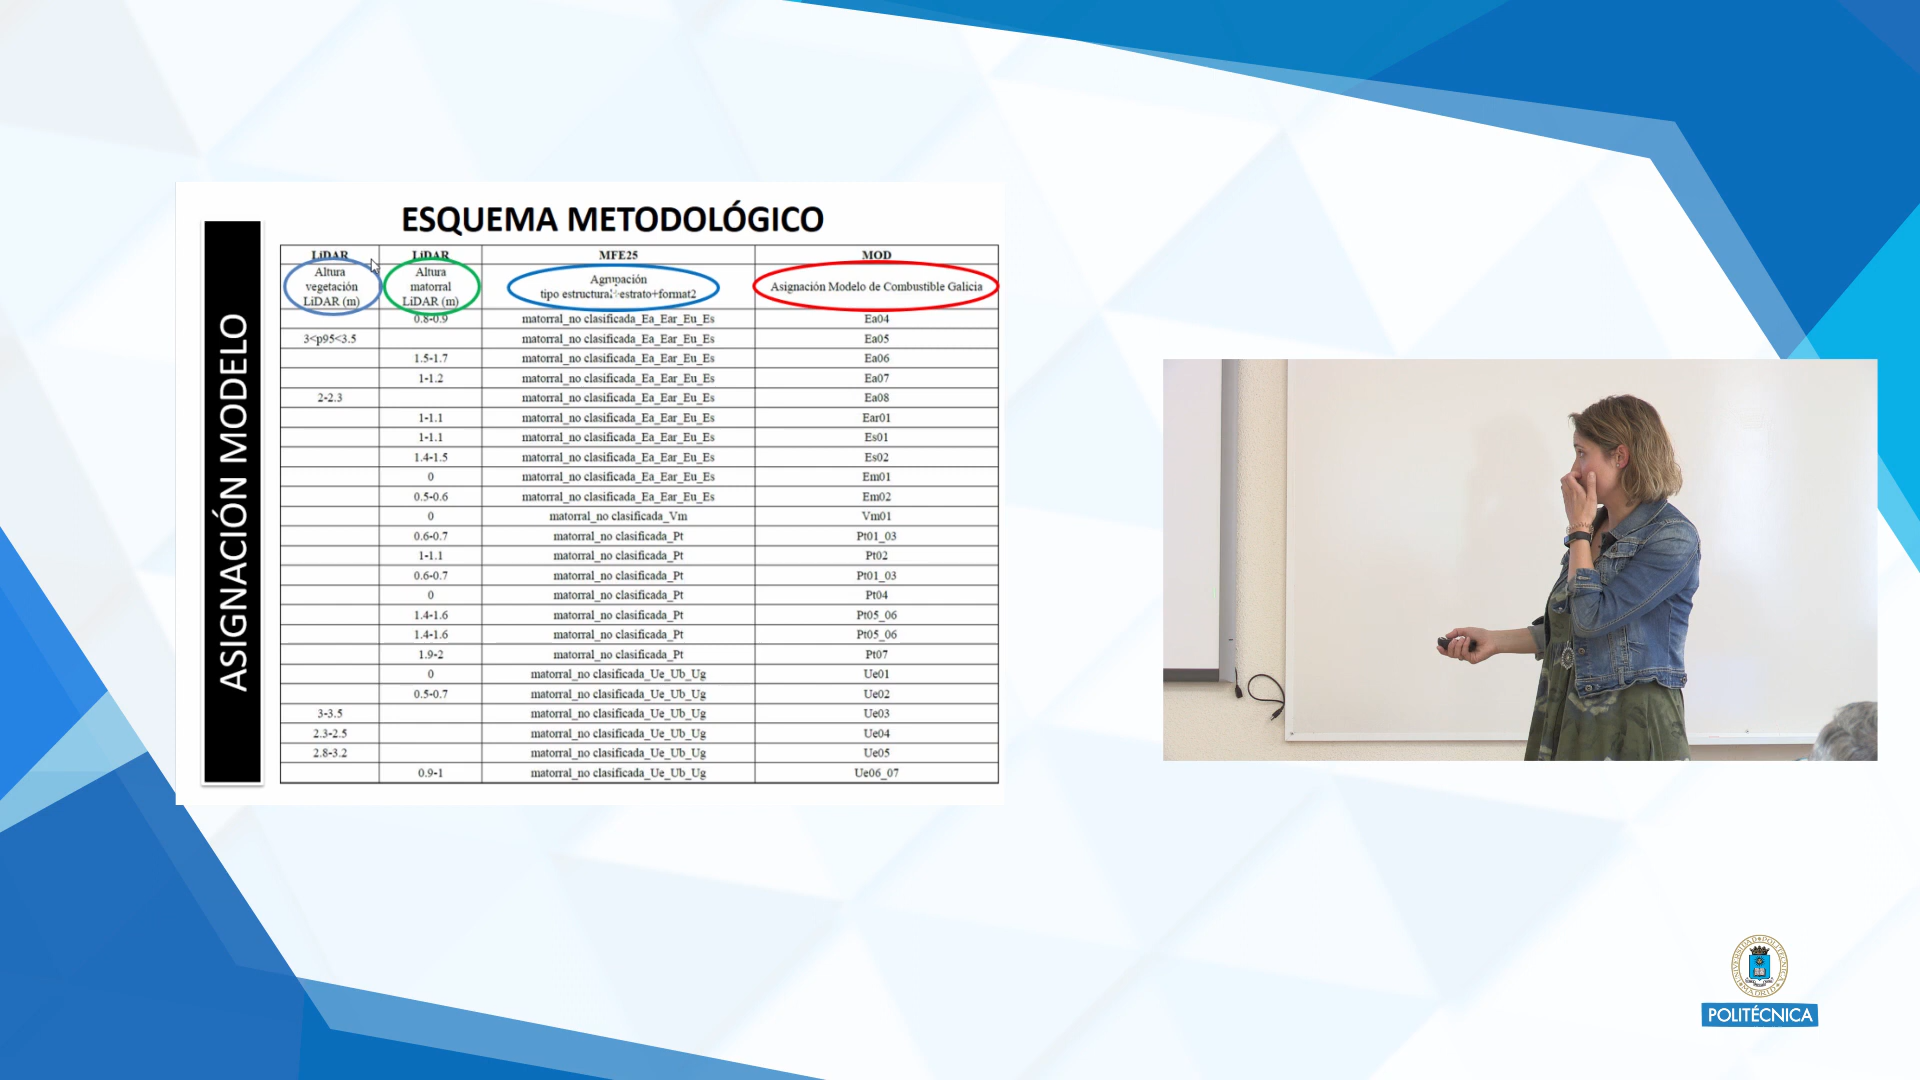 ESQUEMA METODOLÓGICO
ASIGNACIÓN MODELO
LiDAR LiDAR MFE25 MOD
Altura vegetación LiDAR (m) Altura matorral LiDAR (m) Agrupación tipo estructural+estrato+format2 Asignación Modelo de Combustible Galicia
0.8-0.9 matorral_no clasificada_Ea_Ear_Eu_Es Ea04
3<p95<3.5 matorral_no clasificada_Ea_Ear_Eu_Es Ea05
1.5-1.7 matorral_no clasificada_Ea_Ear_Eu_Es Ea06
1-1.2 matorral_no clasificada_Ea_Ear_Eu_Es Ea07
2-2.3 matorral_no clasificada_Ea_Ear_Eu_Es Ea08
1-1.1 matorral_no clasificada_Ea_Ear_Eu_Es Ear01
1-1.1 matorral_no clasificada_Ea_Ear_Eu_Es Es01
1.4-1.5 matorral_no clasificada_Ea_Ear_Eu_Es Es02
0 matorral_no clasificada_Ea_Ear_Eu_Es Em01
0.5-0.6 matorral_no clasificada_Ea_Ear_Eu_Es Em02
0 matorral_no clasificada_Vm Vm01
0.6-0.7 matorral_no clasificada_Pt Pt01_03
1-1.1 matorral_no clasificada_Pt Pt02
0.6-0.7 matorral_no clasificada_Pt Pt01_03
0 matorral_no clasificada_Pt Pt04
1.4-1.6 matorral_no clasificada_Pt Pt05_06
1.4-1.6 matorral_no clasificada_Pt Pt05_06
1.9-2 matorral_no clasificada_Pt Pt07
0 matorral_no clasificada_Ue_Ub_Ug Ue01
0.5-0.7 matorral_no clasificada_Ue_Ub_Ug Ue02
3-3.5 matorral_no clasificada_Ue_Ub_Ug Ue03
2.3-2.5 matorral_no clasificada_Ue_Ub_Ug Ue04
2.8-3.2 matorral_no clasificada_Ue_Ub_Ug Ue05
0.9-1 matorral_no clasificada_Ue_Ub_Ug Ue06_07
UNIVERSIDAD POLITÉCNICA
MADRID
POLITÉCNICA